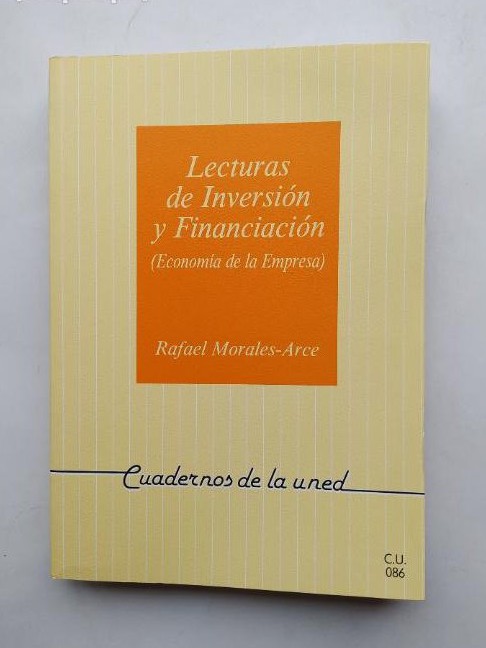 Lecturas
de Inversión
y Financiación
(Economía de la Empresa)
Rafael Morales-Arce
Cuadernos de la uned
C.U.
086